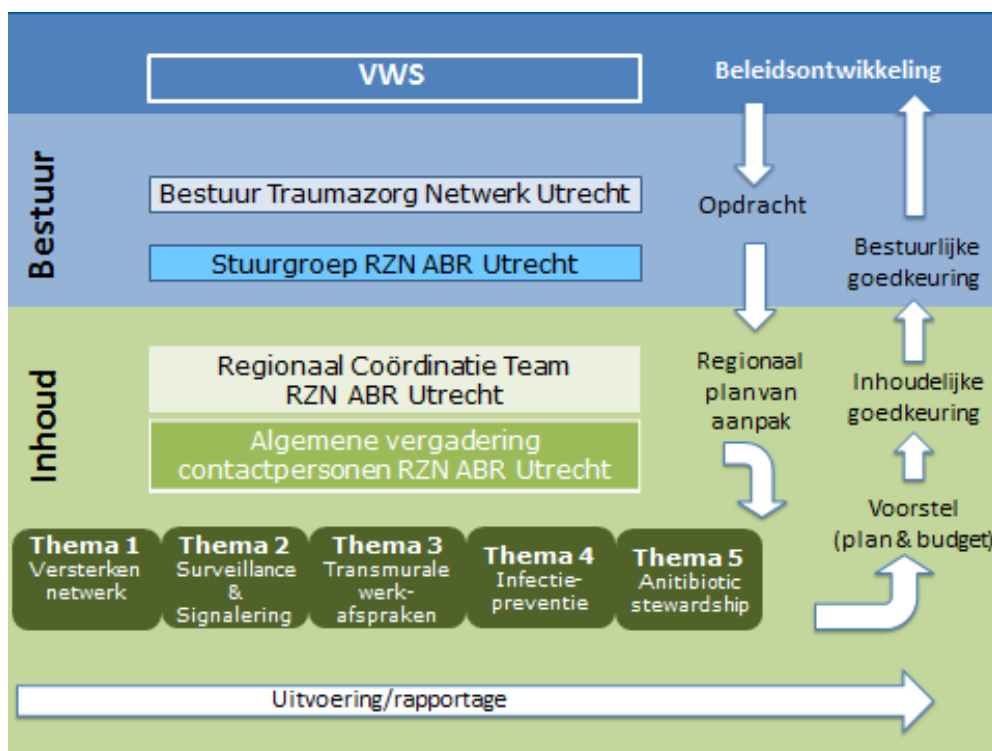 VWS
Beleidsontwikkeling
Bestuur
Bestuur Traumazorg Netwerk Utrecht
Opdracht
Stuurgroep RZN ABR Utrecht
Bestuurlijke
goedkeuring
Inhoud
Regionaal Coördinatie Team
RZN ABR Utrecht
Regionaal
plan van
aanpak
Inhoudelijke
goedkeuring
Algemene vergadering
contactpersonen RZN ABR Utrecht
Voorstel
(plan & budget)
Thema 1
Versterken
netwerk
Thema 2
Surveillance
&
Signalering
Thema 3
Transmurale
werk-
afspraken
Thema 4
Infectie-
preventie
Thema 5
Anitibiotic
stewardship
Uitvoering/rapportage